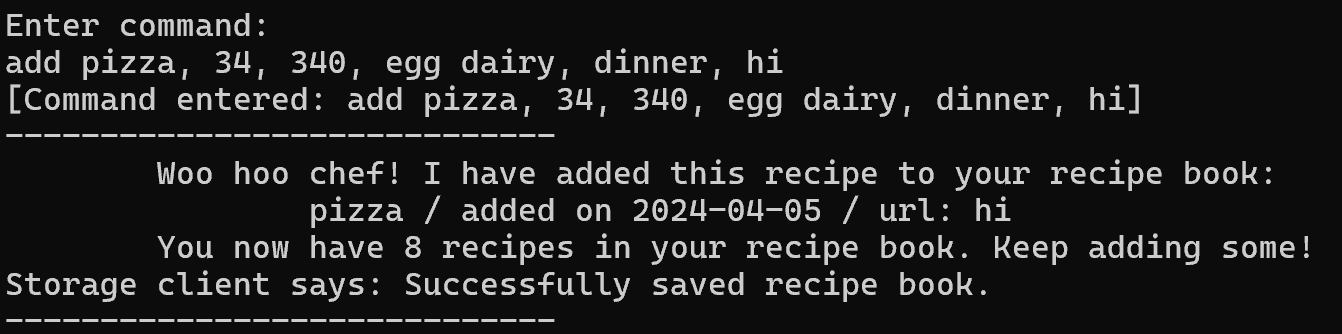 Enter command:
add pizza, 34, 340, egg dairy, dinner, hi
[Command entered: add pizza, 34, 340, egg dairy, dinner, hi]
-----------------------------
Woo hoo chef! I have added this recipe to your recipe book:
pizza / added on 2024-04-05 / url: hi
You now have 8 recipes in your recipe book. Keep adding some!
Storage client says: Successfully saved recipe book.
-----------------------------